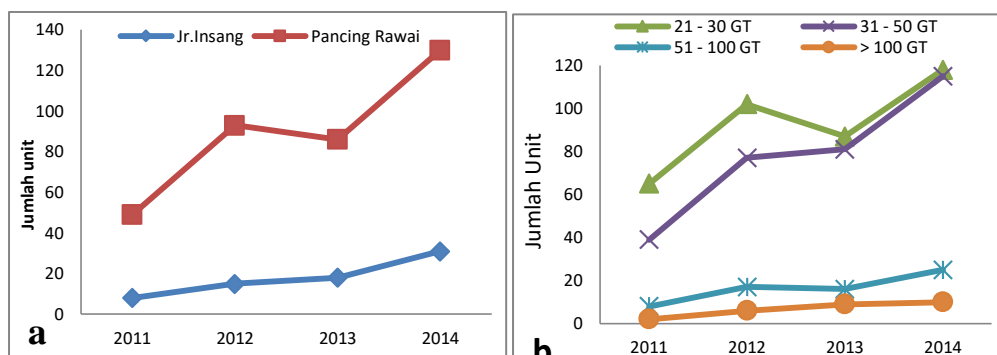 Jr.Insang Pancing Rawai
Jumlah unit
140
120
100
80
60
40
20
0
2011 2012 2013 2014
a
21 - 30 GT 31 - 50 GT
51 - 100 GT > 100 GT
Jumlah Unit
120
100
80
60
40
20
0
2011 2012 2013 2014
b